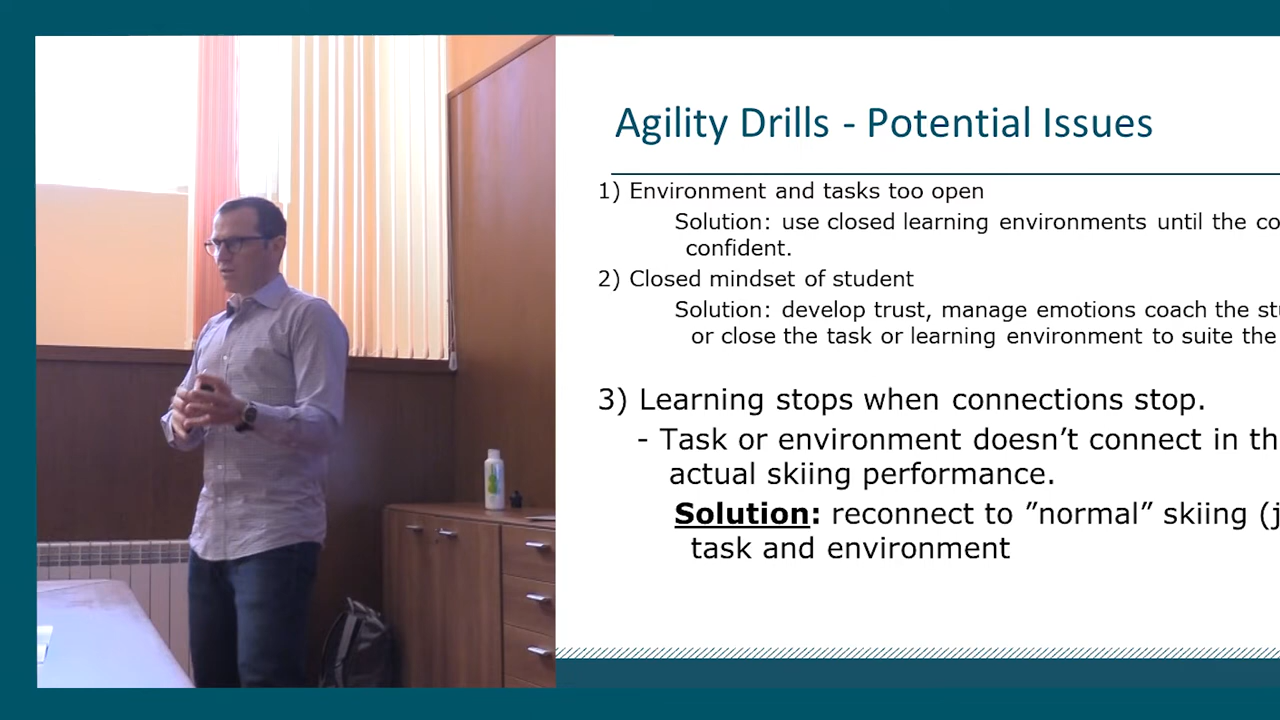 Agility Drills - Potential Issues
1) Environment and tasks too open
Solution: use closed learning environments until the
confident.
2) Closed mindset of student
Solution: develop trust, manage emotions coach the
or close the task or learning environment to suite the
3) Learning stops when connections stop.
- Task or environment doesn’t connect in
actual skiing performance.
Solution: reconnect to ”normal” skiing
task and environment